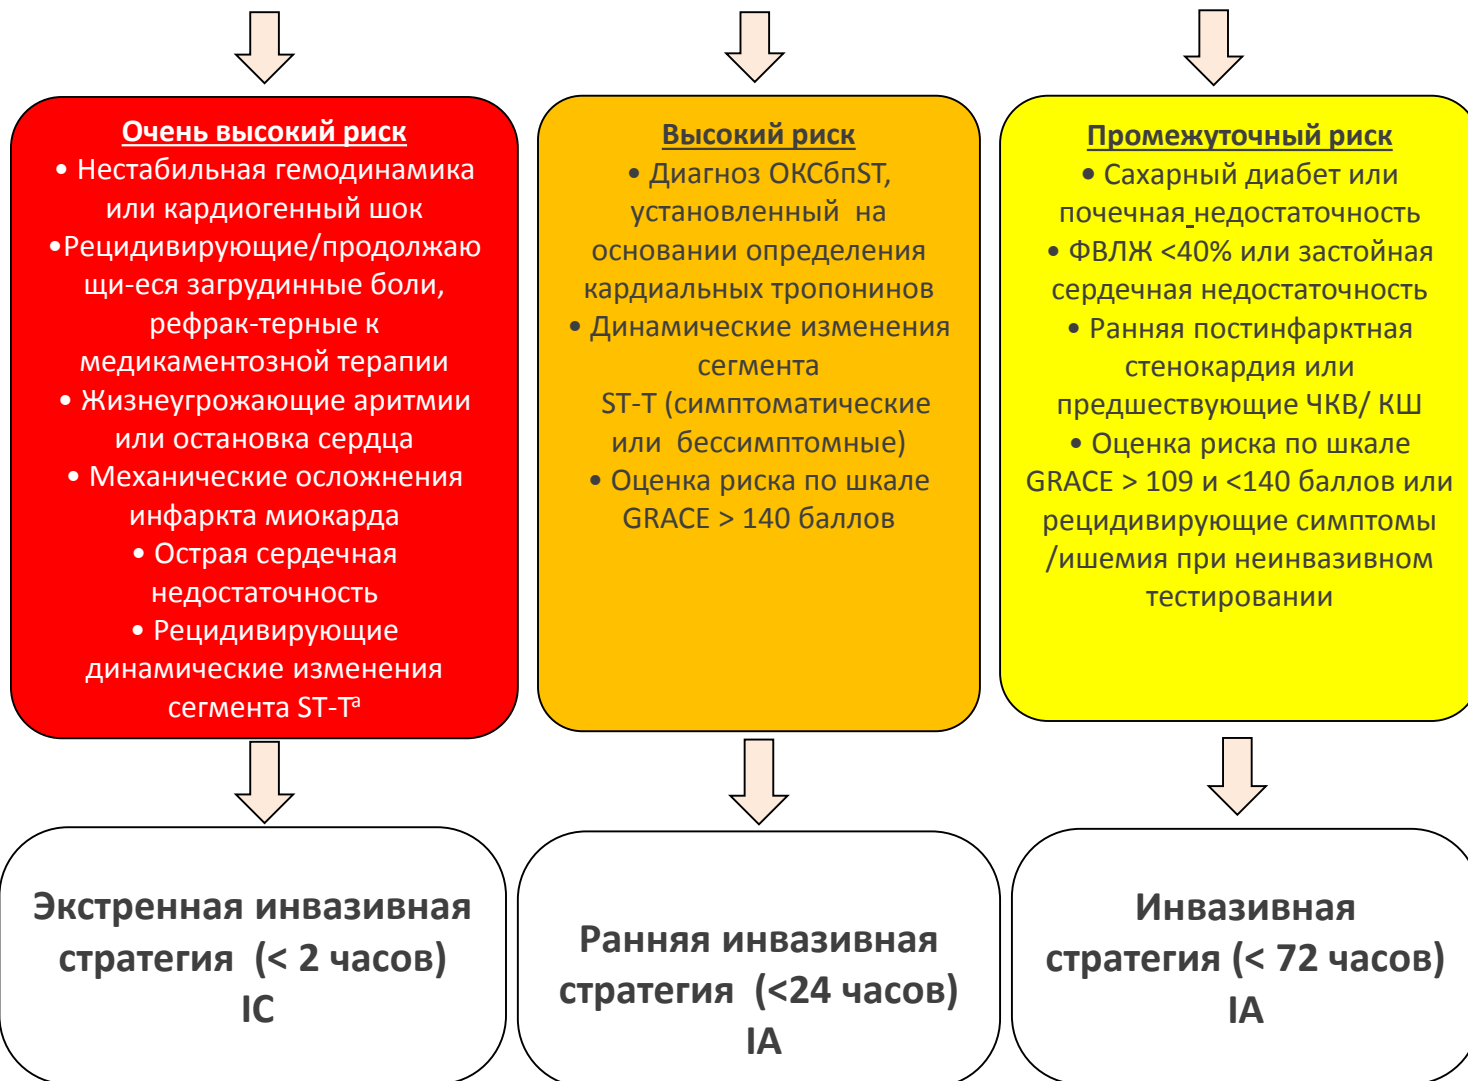 Очень высокий риск
• Нестабильная гемодинамика
или кардиогенный шок
•Рецидивирующие/продолжаю
щи-еся загрудинные боли,
рефрак-терные к
медикаментозной терапии
• Жизнеугрожающие аритмии
или остановка сердца
• Механические осложнения
инфаркта миокарда
• Острая сердечная
недостаточность
• Рецидивирующие
динамические изменения
сегмента ST-Tᵃ
Высокий риск
• Диагноз ОКСбпST,
установленный на
основании определения
кардиальных тропонинов
• Динамические изменения
сегмента
ST-T (симптоматические
или бессимптомные)
• Оценка риска по шкале
GRACE > 140 баллов
Промежуточный риск
• Сахарный диабет или
почечная недостаточность
• ФВЛЖ <40% или застойная
сердечная недостаточность
• Ранняя постинфарктная
стенокардия или
предшествующие ЧКВ/ КШ
• Оценка риска по шкале
GRACE > 109 и <140 баллов или
рецидивирующие симптомы
/ишемия при неинвазивном
тестировании
Экстренная инвазивная
стратегия (< 2 часов)
IC
Ранняя инвазивная
стратегия (<24 часов)
IA
Инвазивная
стратегия (< 72 часов)
IA